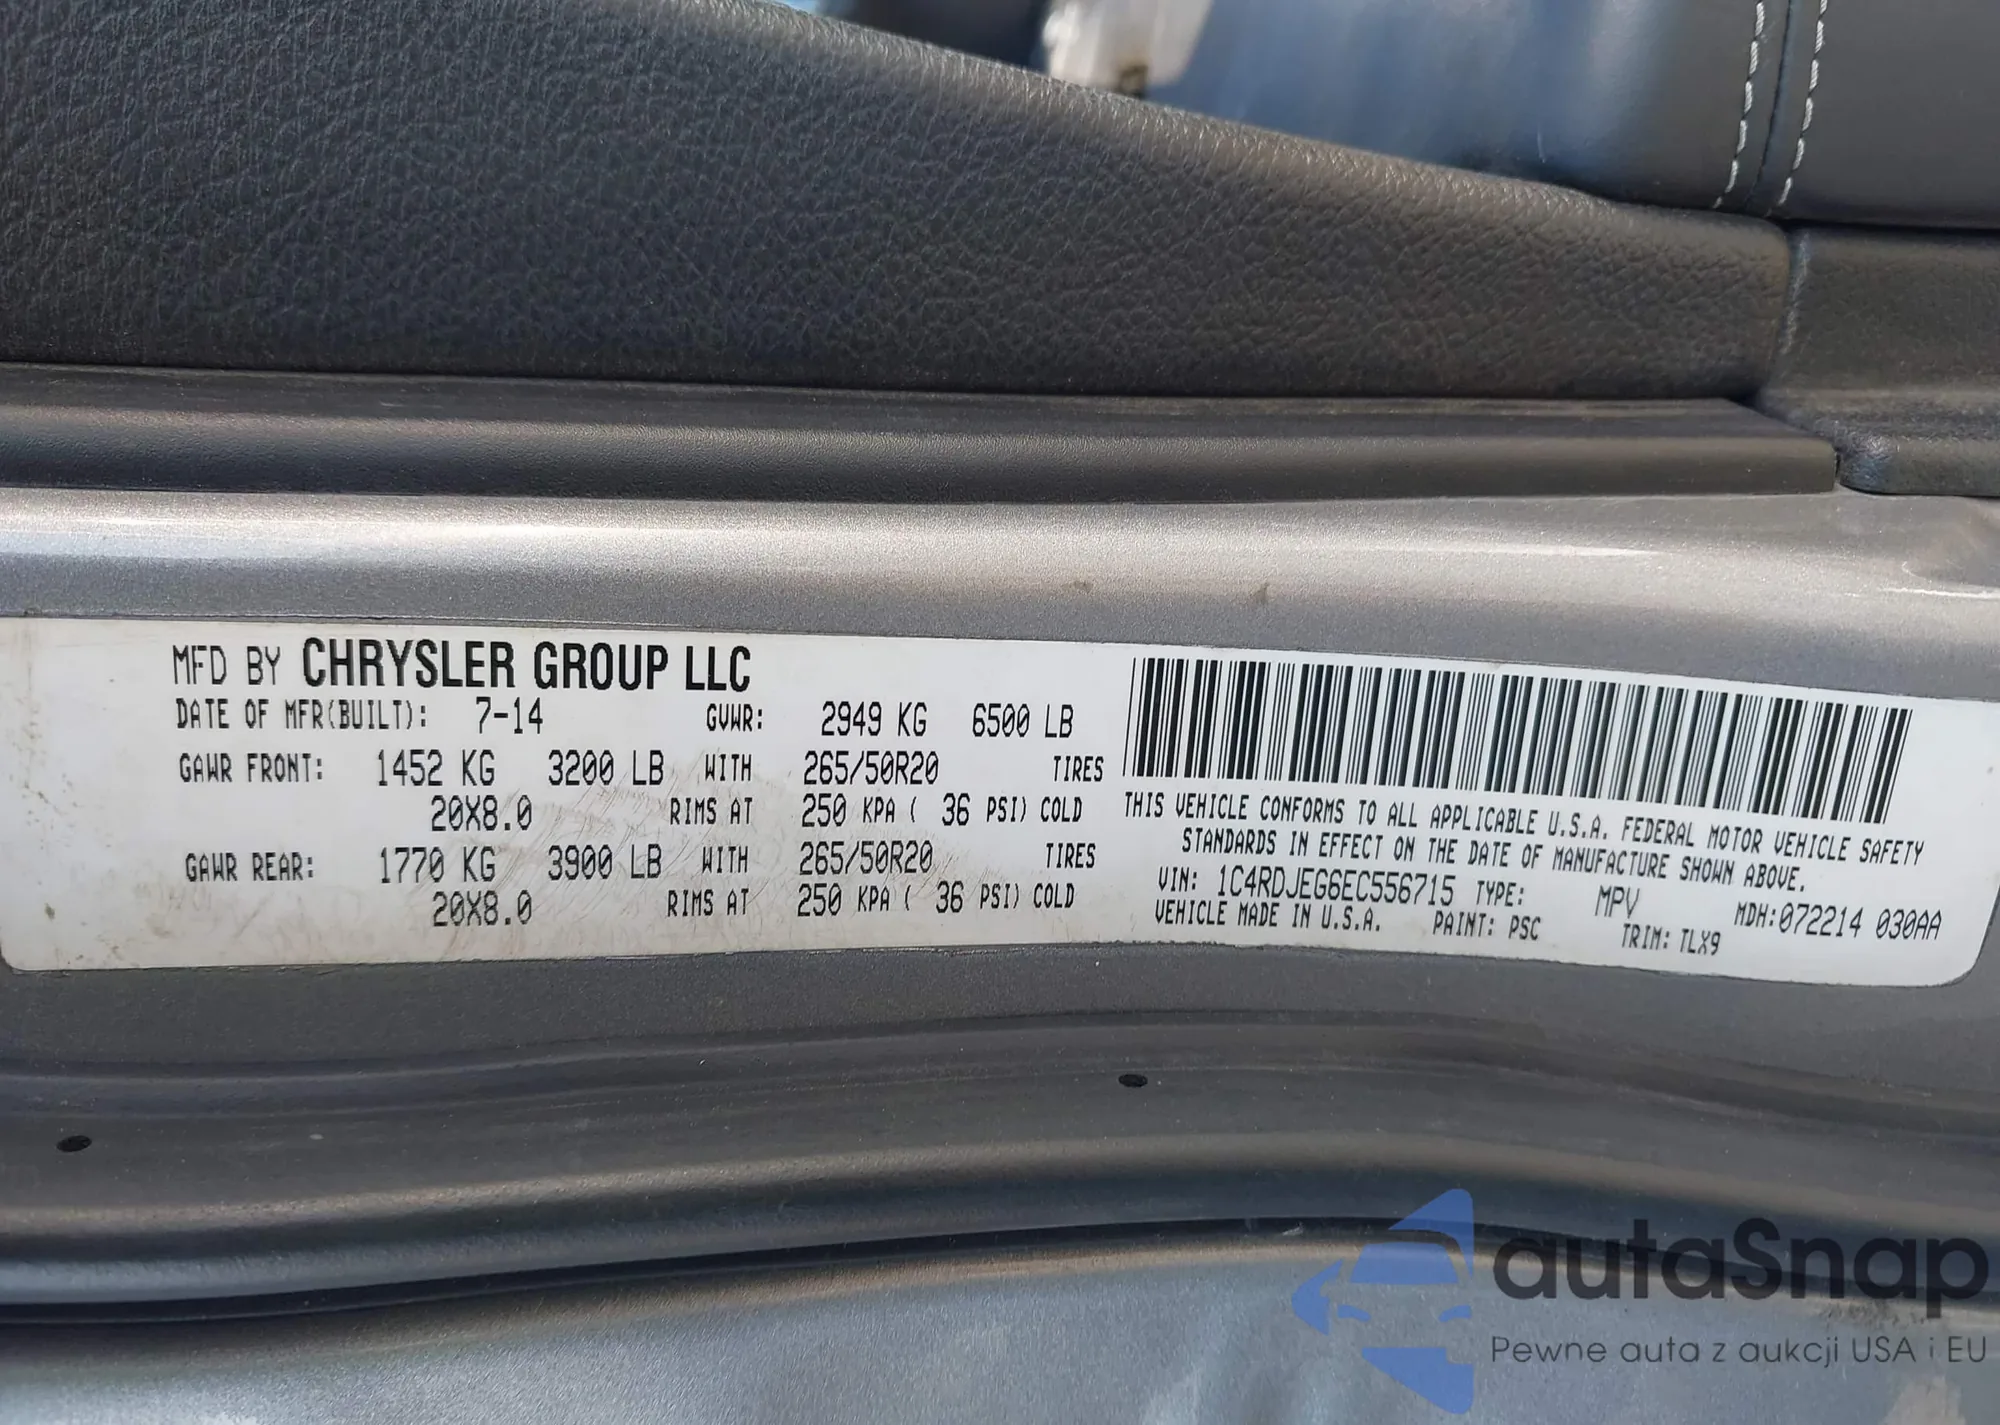 MFD BY CHRYSLER GROUP LLC
DATE OF MFR(BUILT): 7-14 GVWR: 2949 KG 6500 LB
GAWR FRONT: 1452 KG 3200 LB WITH 265/50R20 TIRES
20X8.0 RIMS AT 250 KPA ( 36 PSI) COLD
GAWR REAR: 1770 KG 3900 LB WITH 265/50R20 TIRES
20X8.0 RIMS AT 250 KPA ( 36 PSI) COLD
THIS VEHICLE CONFORMS TO ALL APPLICABLE U.S.A. FEDERAL MOTOR VEHICLE SAFETY
STANDARDS IN EFFECT ON THE DATE OF MANUFACTURE SHOWN ABOVE.
VIN: 1C4RDJEG6EC556715 TYPE: MPV MDH:072214 030AA
VEHICLE MADE IN U.S.A. PAINT: PSC TRIM: TLX9
autaSnap
Pewne auta z aukcji USA i EU